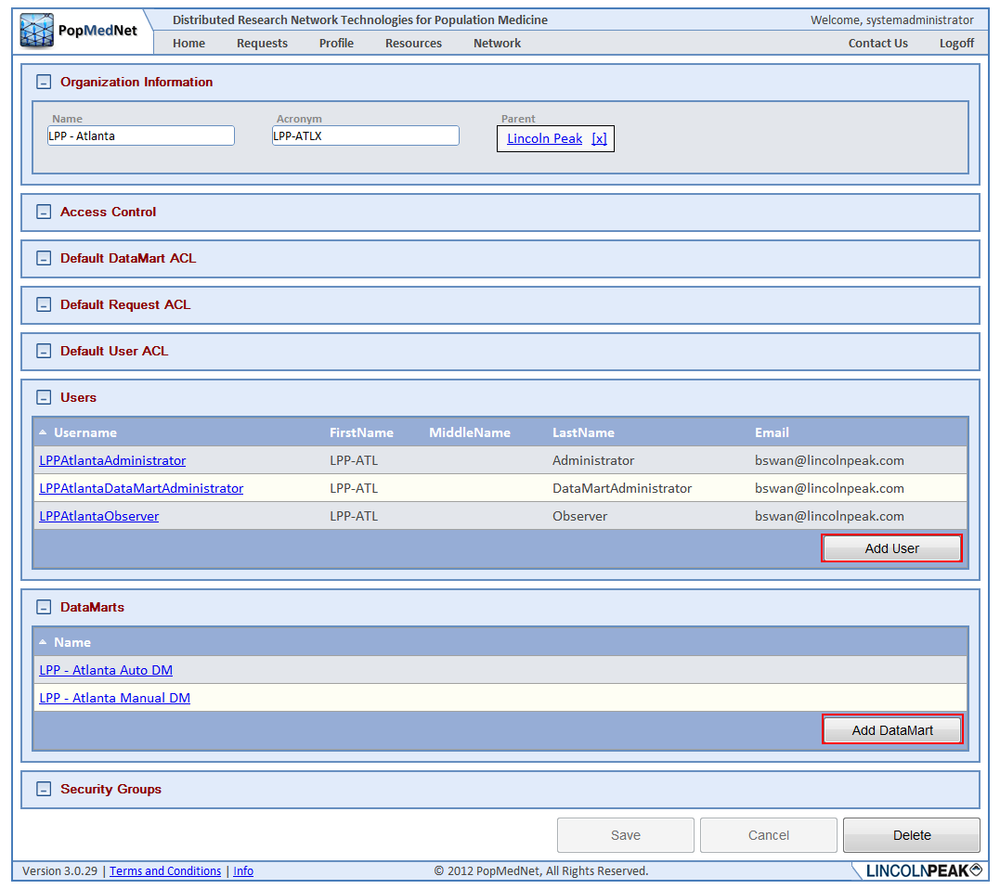 PopMedNet
Distributed Research Network Technologies for Population Medicine
Welcome, systemadministrator
Home Requests Profile Resources Network Contact Us Logoff
Organization Information
Name Acronym Parent
LPP - Atlanta LPP-ATLX Lincoln Peak [x]
Access Control
Default DataMart ACL
Default Request ACL
Default User ACL
Users
Username FirstName MiddleName LastName Email
LPPAtlantaAdministrator LPP-ATL Administrator bswan@lincolnpeak.com
LPPAtlantaDataMartAdministrator LPP-ATL DataMartAdministrator bswan@lincolnpeak.com
LPPAtlantaObserver LPP-ATL Observer bswan@lincolnpeak.com
Add User
DataMarts
Name
LPP - Atlanta Auto DM
LPP - Atlanta Manual DM
Add DataMart
Security Groups
Save Cancel Delete
Version 3.0.29 | Terms and Conditions | Info © 2012 PopMedNet, All Rights Reserved. LINCOLNPEAK